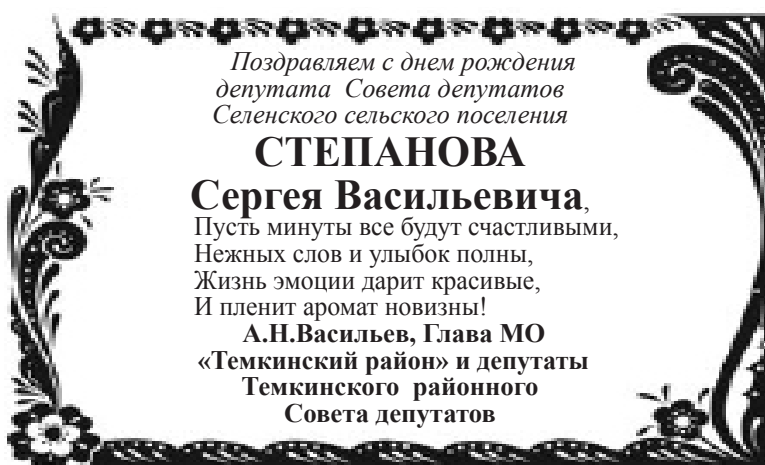 Поздравляем с днем рождения
депутата Совета депутатов
Селенского сельского поселения
СТЕПАНОВА
Сергея Васильевича,
Пусть минуты все будут счастливыми,
Нежных слов и улыбок полны,
Жизнь эмоции дарит красивые,
И пленит аромат новизны!
А.Н.Васильев, Глава МО
«Темкинский район» и депутаты
Темкинского районного
Совета депутатов